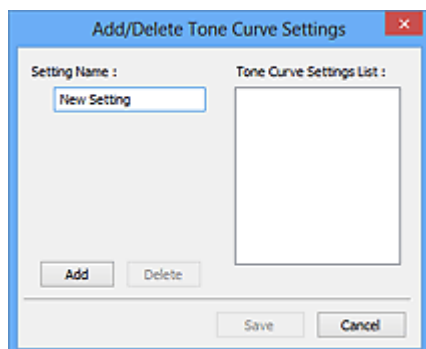 Add/Delete Tone Curve Settings
Setting Name :
Tone Curve Settings List :
New Setting
Add
Delete
Save
Cancel